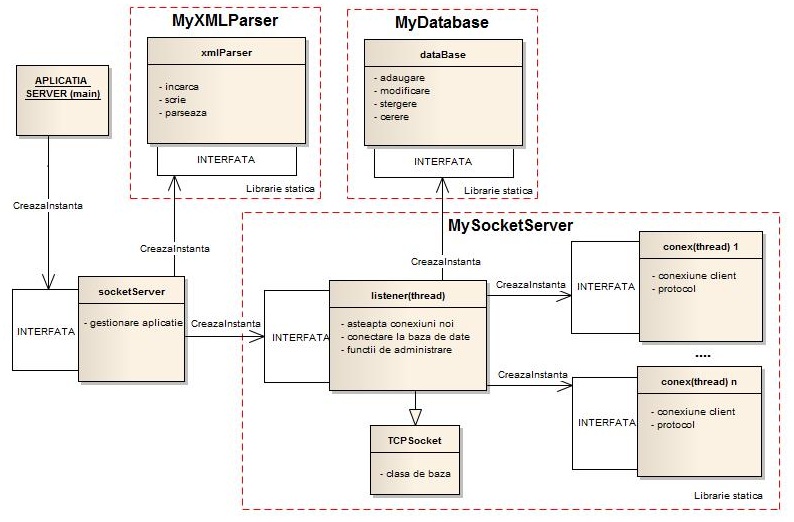 MyXMLParser
xmlParser
- incarca
- scrie
- parseaza
INTERFATA
Librarie statica
MyDatabase
dataBase
- adaugare
- modificare
- stergere
- cerere
INTERFATA
Librarie statica
APLICATIA
SERVER (main)
CreazaInstanta
CreazaInstanta
CreazaInstanta
MySocketServer
socketServer
- gestionare aplicatie
INTERFATA
CreazaInstanta
INTERFATA
listener(thread)
- asteapta conexiuni noi
- conectare la baza de date
- functii de administrare
CreazaInstanta
INTERFATA
conex(thread) 1
- conexiune client
- protocol
....
CreazaInstanta
INTERFATA
conex(thread) n
- conexiune client
- protocol
TCPSocket
- clasa de baza
Librarie statica